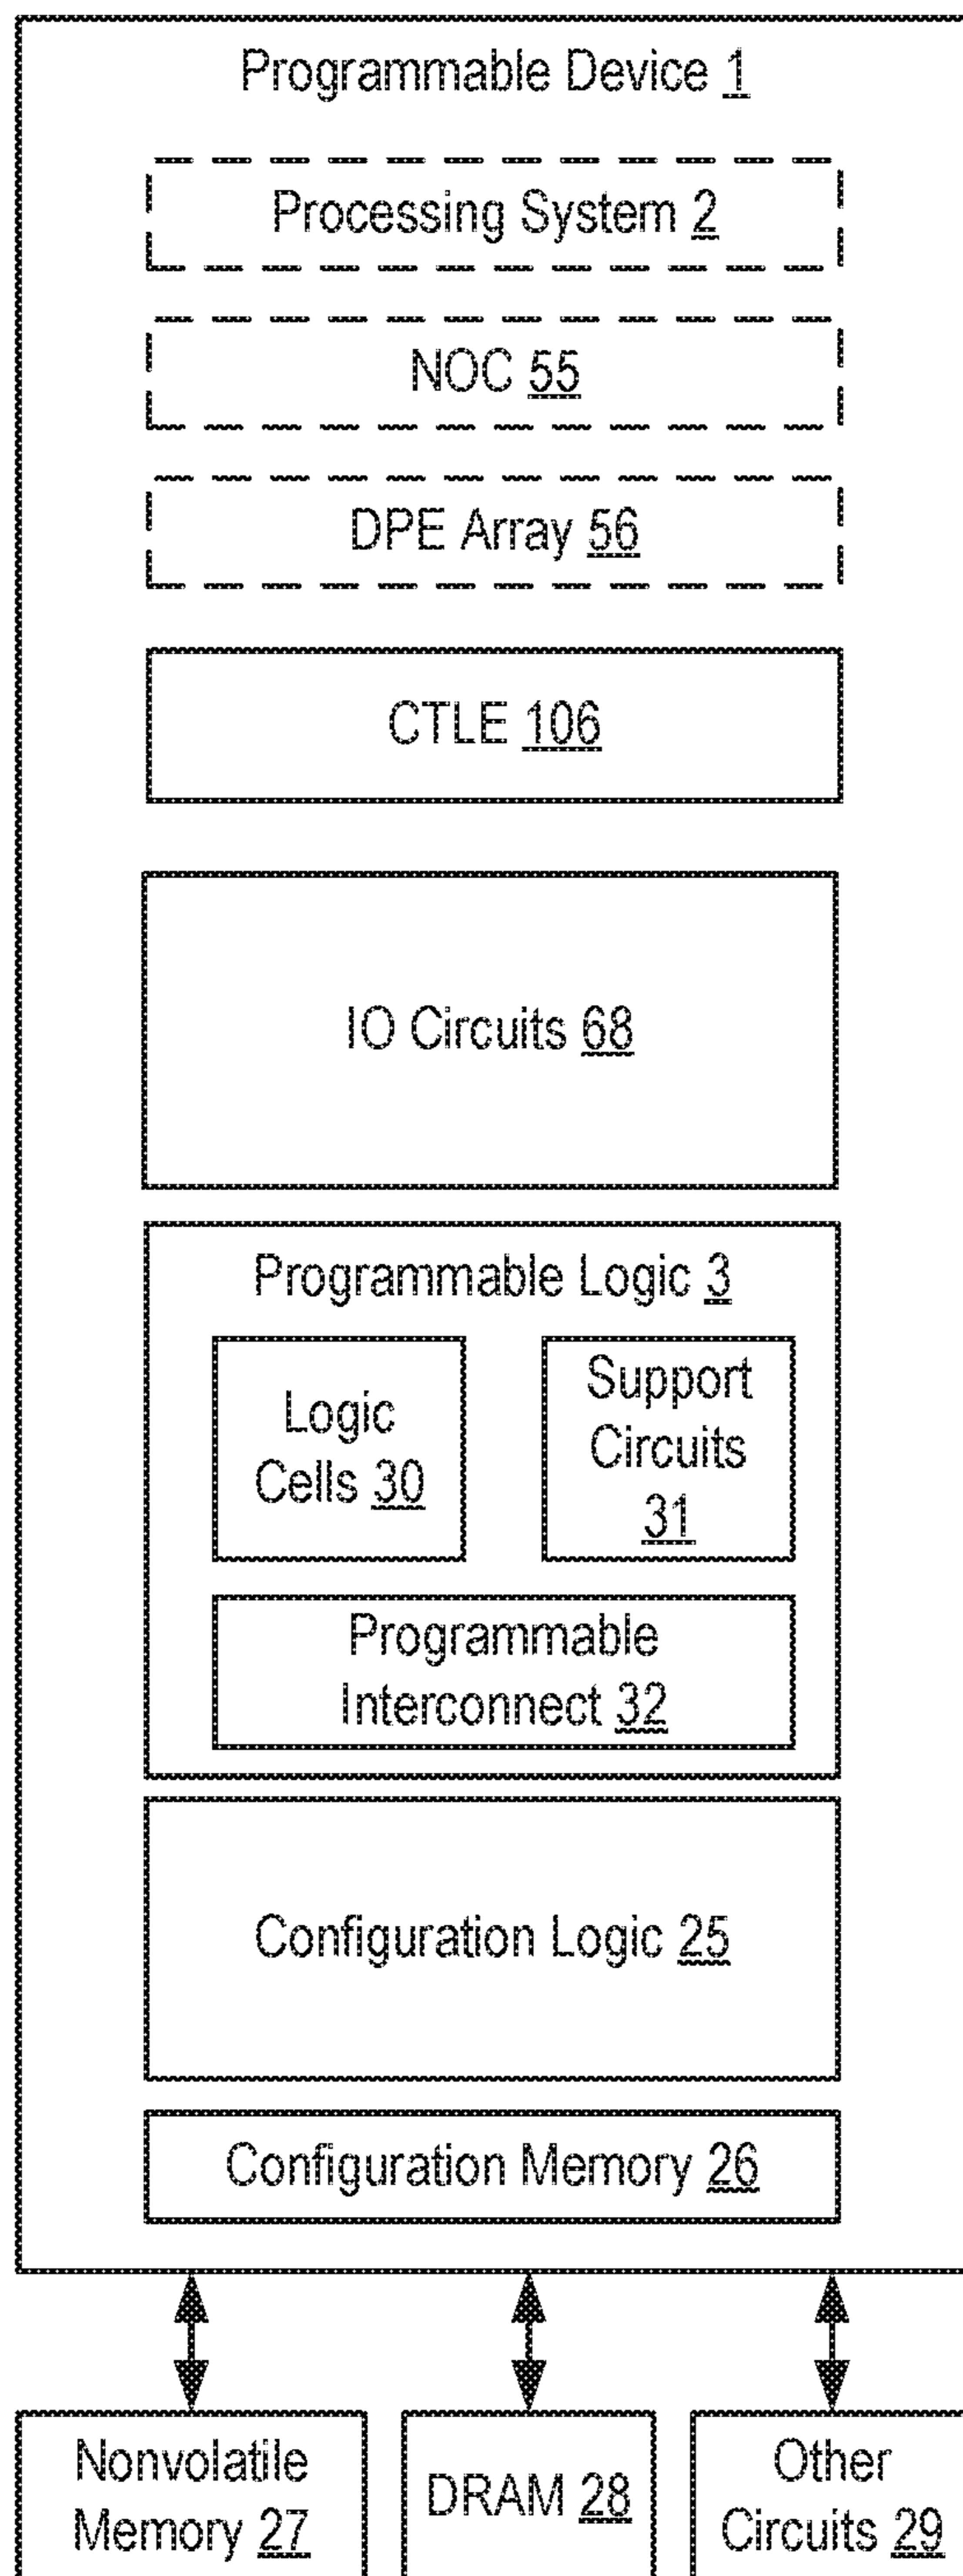 Programmable Device 1
Processing System 2
NOC 55
DPE Array 56
CTLE 106
IO Circuits 68
Programmable Logic 3
Logic
Cells 30
Support
Circuits
31
Programmable
Interconnect 32
Configuration Logic 25
Configuration Memory 26
Nonvolatile
Memory 27
DRAM 28
Other
Circuits 29